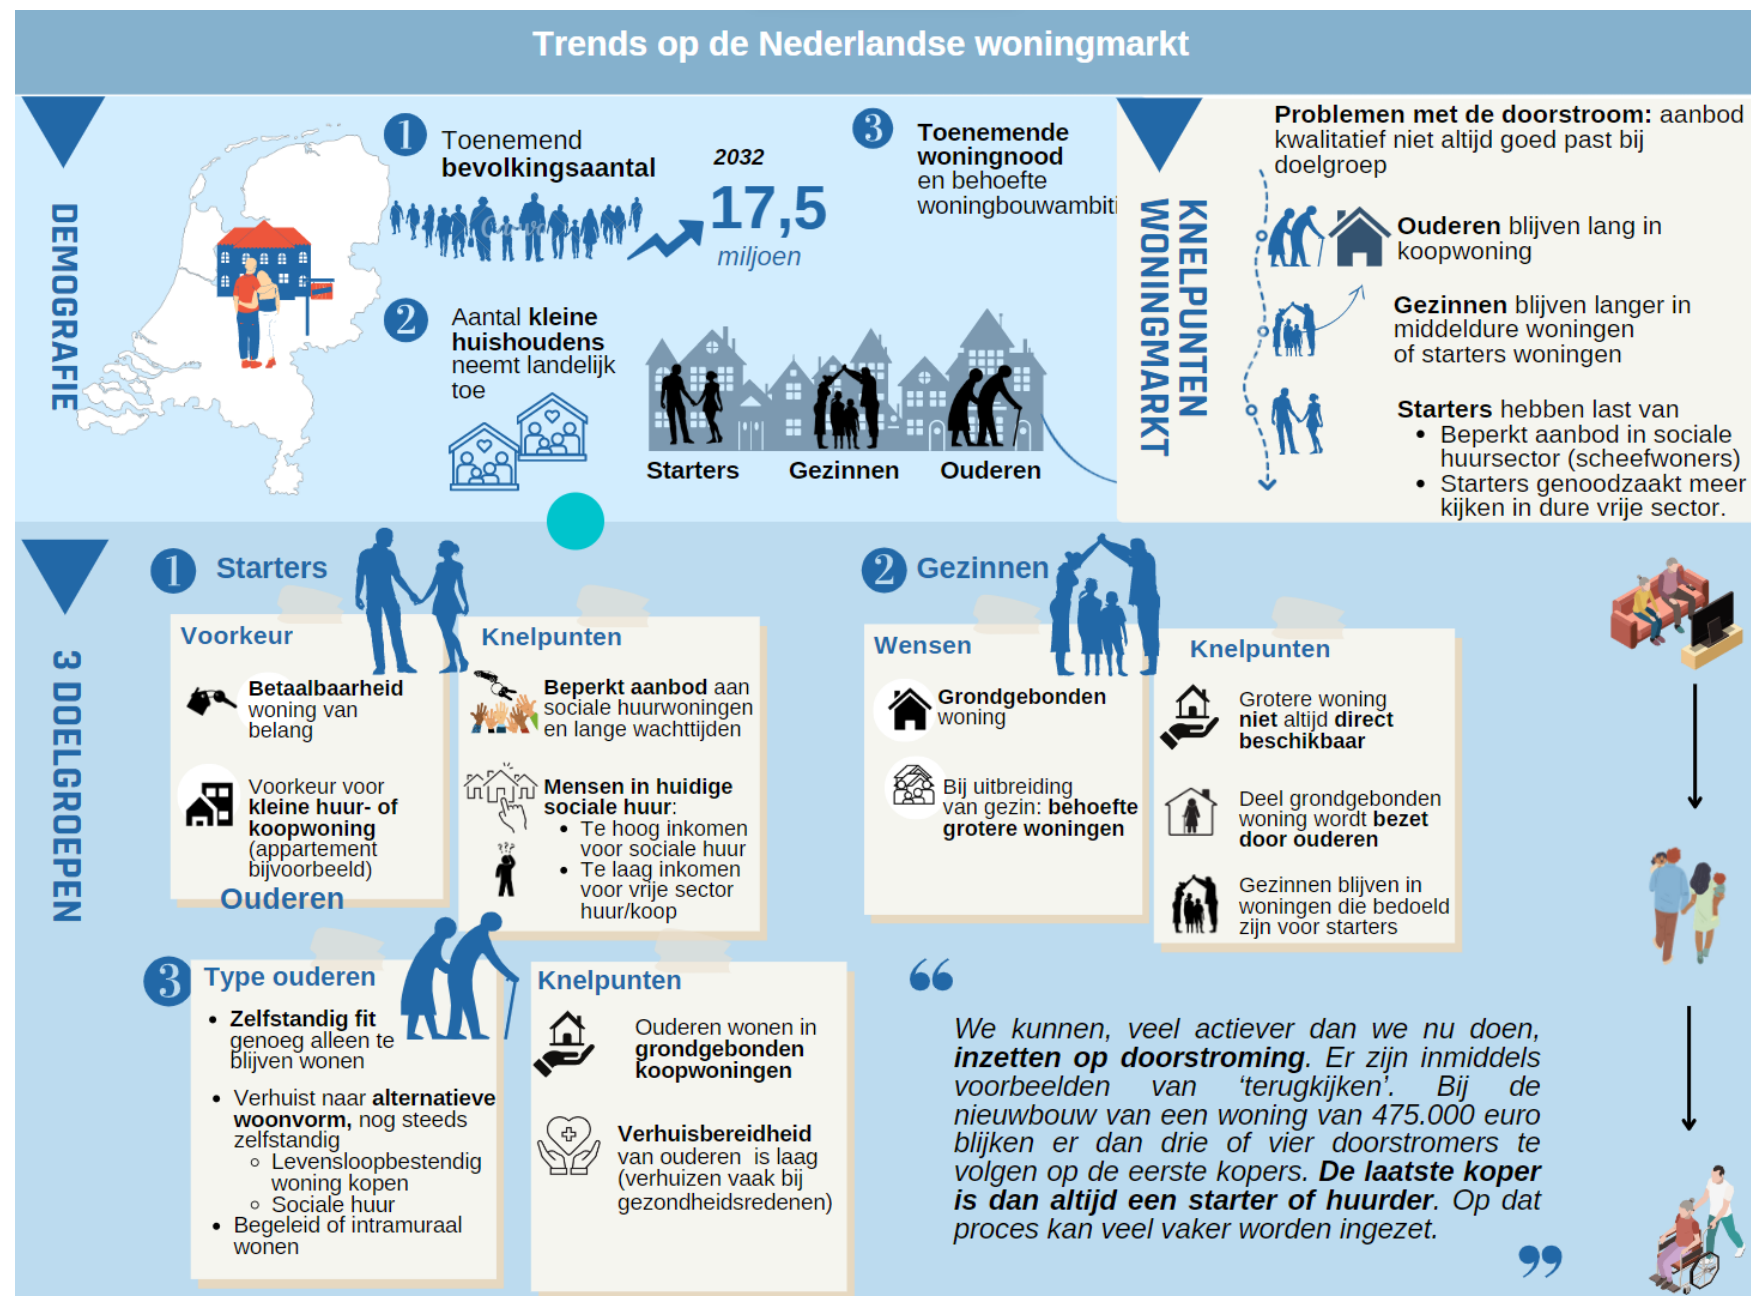 Trends op de Nederlandse woningmarkt
DEMOGRAFIE
1
Toenemend
bevolkingsaantal
2032
17,5
miljoen
2
Aantal kleine
huishoudens
neemt landelijk
toe
3
Toenemende
woningnood
en behoefte
woningbouwambiti
Starters
Gezinnen
Ouderen
KNELPUNTEN
WONINGMARKT
Problemen met de doorstroom: aanbod
kwalitatief niet altijd goed past bij
doelgroep
Ouderen blijven lang in
koopwoning
Gezinnen blijven langer in
middeldure woningen
of starters woningen
Starters hebben last van
• Beperkt aanbod in sociale
huursector (scheefwoners)
• Starters genoodzaakt meer
kijken in dure vrije sector.
3 DOELGROEPEN
1 Starters
Voorkeur
Betaalbaarheid
woning van
belang
Voorkeur voor
kleine huur- of
koopwoning
(appartement
bijvoorbeeld)
Knelpunten
Beperkt aanbod aan
sociale huurwoningen
en lange wachttijden
Mensen in huidige
sociale huur:
• Te hoog inkomen
voor sociale huur
• Te laag inkomen
voor vrije sector
huur/koop
???
2 Gezinnen
Wensen
Grondgebonden
woning
Bij uitbreiding
van gezin: behoefte
grotere woningen
Knelpunten
Grotere woning
niet altijd direct
beschikbaar
Deel grondgebonden
woning wordt bezet
door ouderen
Gezinnen blijven in
woningen die bedoeld
zijn voor starters
Ouderen
3
Type ouderen
• Zelfstandig fit
genoeg alleen te
blijven wonen
• Verhuist naar alternatieve
woonvorm, nog steeds
zelfstandig
◦ Levensloopbestendig
woning kopen
◦ Sociale huur
• Begeleid of intramuraal
wonen
Knelpunten
Ouderen wonen in
grondgebonden
koopwoningen
Verhuisbereidheid
van ouderen is laag
(verhuizen vaak bij
gezondheidsredenen)
“
We kunnen, veel actiever dan we nu doen,
inzetten op doorstroming. Er zijn inmiddels
voorbeelden van ‘terugkijken’. Bij de
nieuwbouw van een woning van 475.000 euro
blijken er dan drie of vier doorstromers te
volgen op de eerste kopers. De laatste koper
is dan altijd een starter of huurder. Op dat
proces kan veel vaker worden ingezet.
”